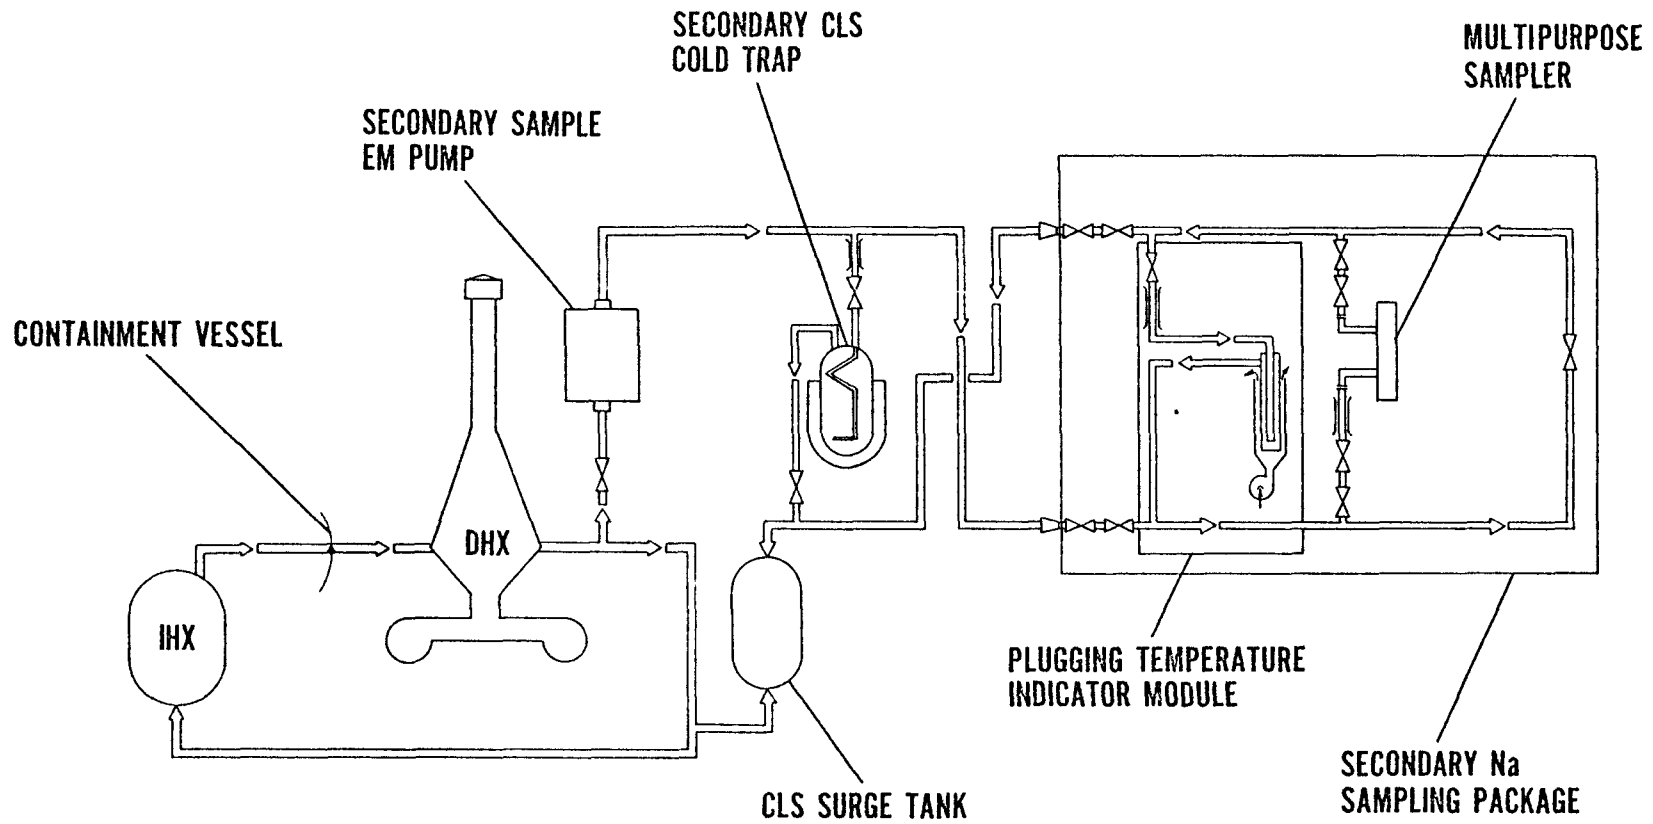 SECONDARY CLS
COLD TRAP
MULTIPURPOSE
SAMPLER
SECONDARY SAMPLE
EM PUMP
CONTAINMENT VESSEL
DHX
IHX
PLUGGING TEMPERATURE
INDICATOR MODULE
SECONDARY Na
SAMPLING PACKAGE
CLS SURGE TANK